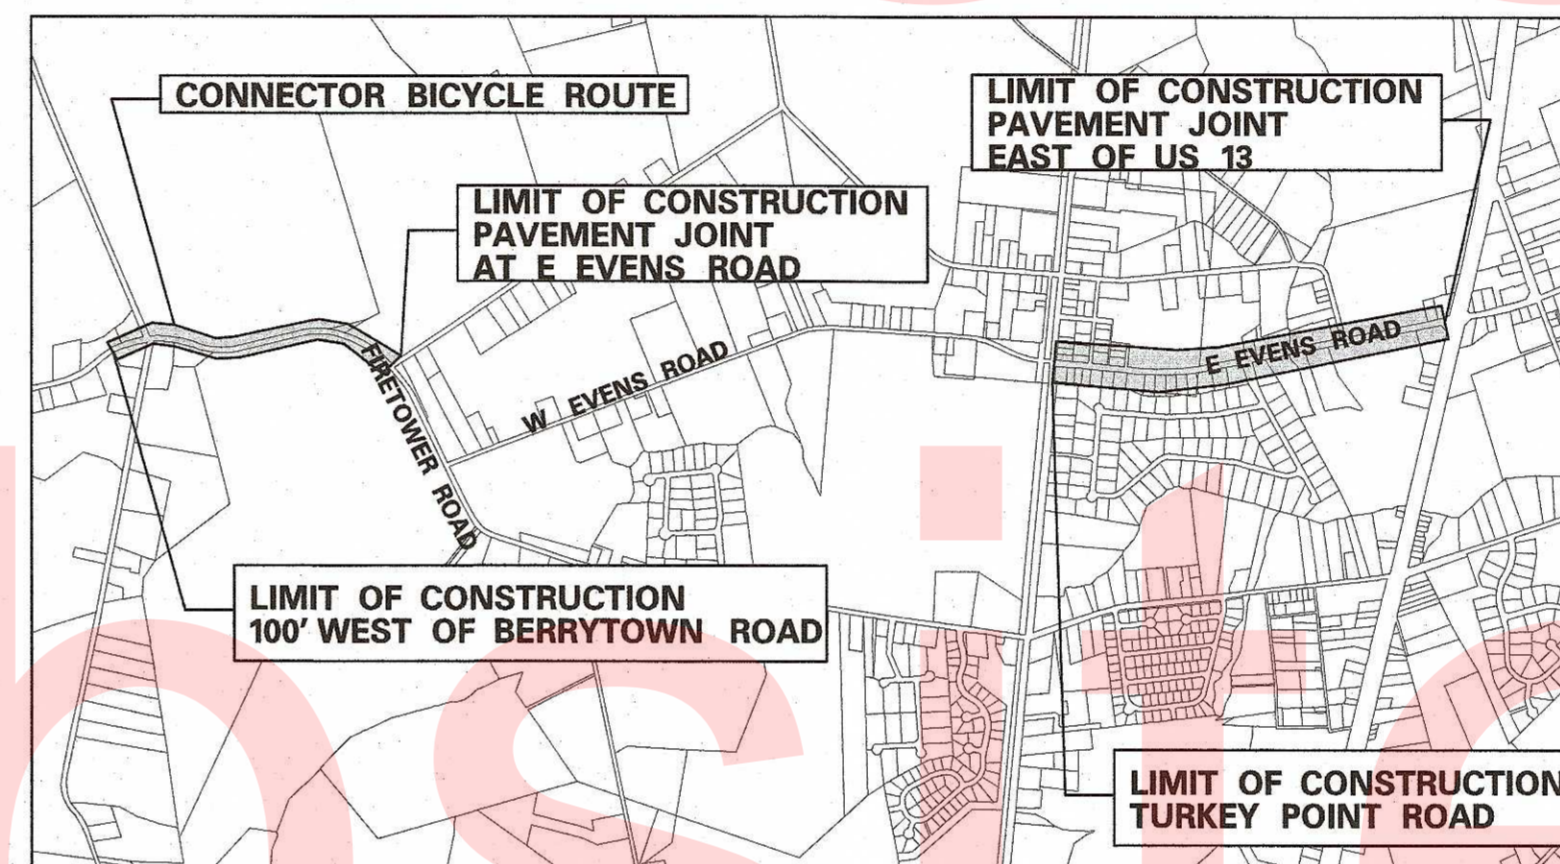 CONNECTOR BICYCLE ROUTE
LIMIT OF CONSTRUCTION
PAVEMENT JOINT
EAST OF US 13
LIMIT OF CONSTRUCTION
PAVEMENT JOINT
AT E EVENS ROAD
E EVENS ROAD
W EVENS ROAD
FIRETOWER ROAD
LIMIT OF CONSTRUCTION
100' WEST OF BERRYTOWN ROAD
LIMIT OF CONSTRUCTION
TURKEY POINT ROAD